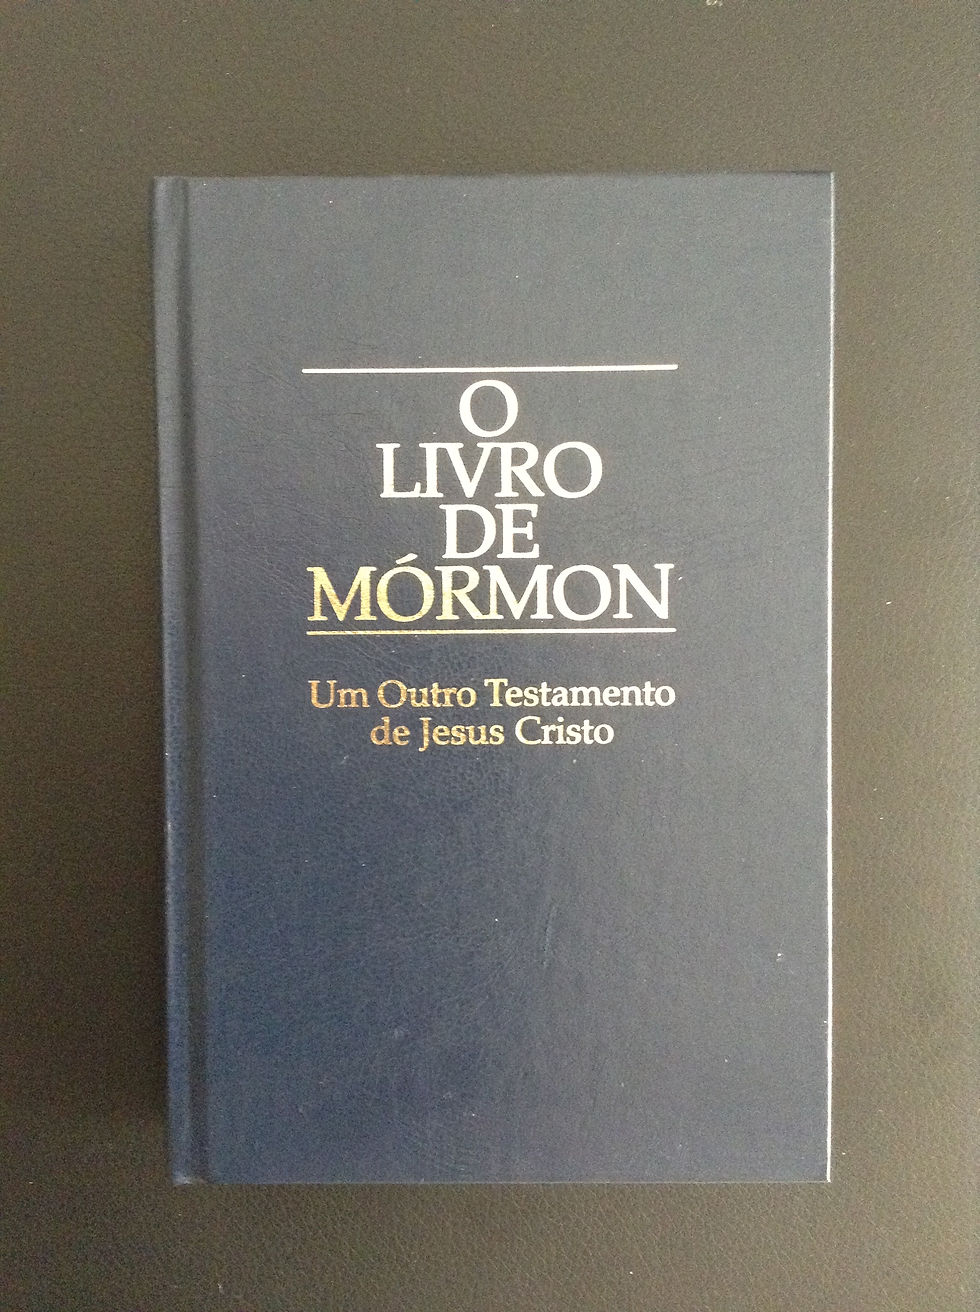 O
LIVRO
DE
MÓRMON
Um Outro Testamento
de Jesus Cristo